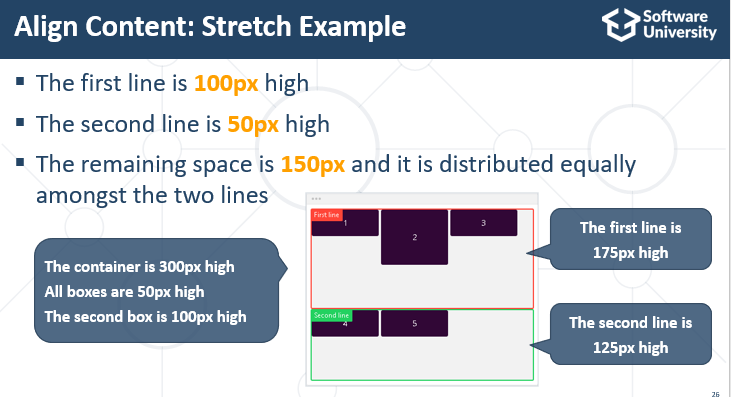 Align Content: Stretch Example
Software
University
▪ The first line is 100px high
▪ The second line is 50px high
▪ The remaining space is 150px and it is distributed equally
amongst the two lines
The container is 300px high
All boxes are 50px high
The second box is 100px high
First line
1
2
3
Second line
4
5
The first line is
175px high
The second line is
125px high
26